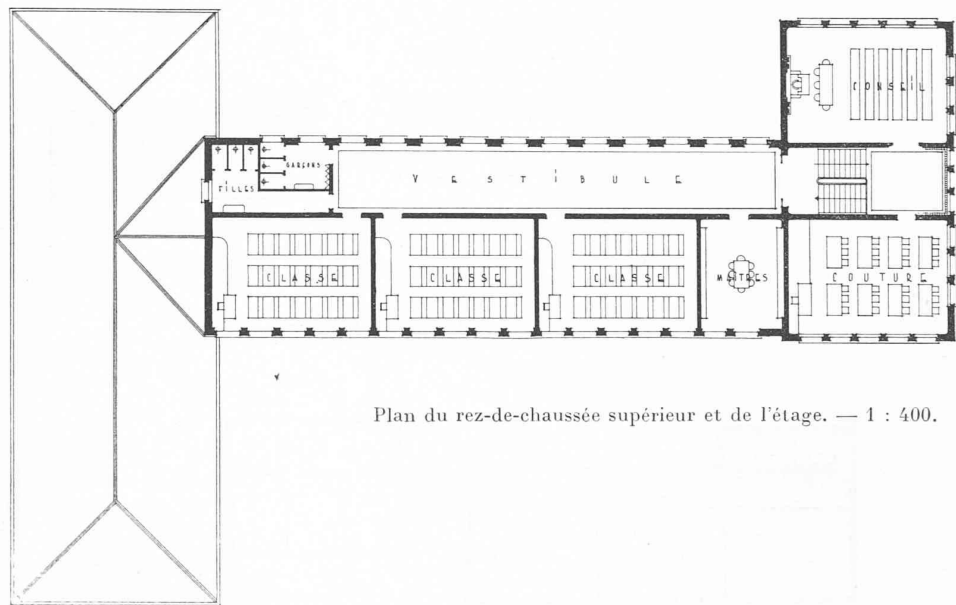 CONSEIL
GARÇONS
FILLES
VESTIBULE
CLASSE
CLASSE
CLASSE
MAÎTRES
COUTURE
Plan du rez-de-chaussée supérieur et de l'étage. — 1 : 400.